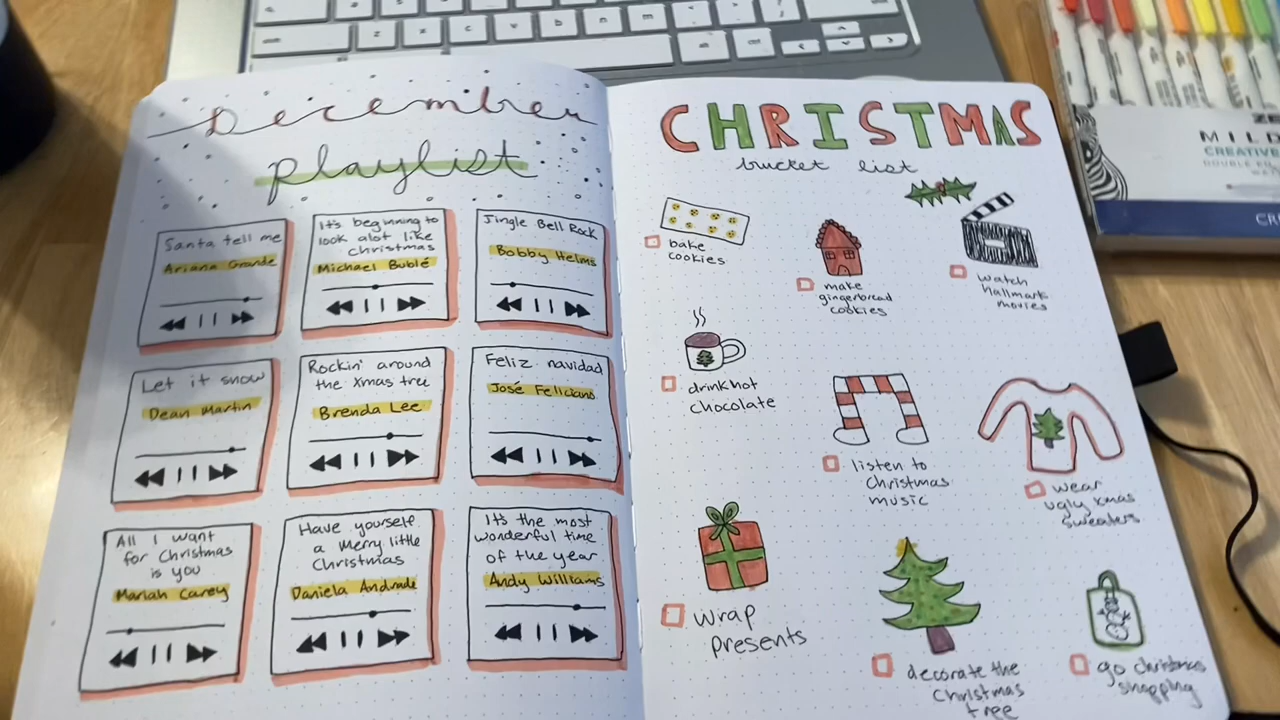 December
playlist
Santa tell me
Ariana Grande
It's beginning to
look alot like
christmas
Michael Bublé
Jingle Bell Rock
Bobby Helms
Let it snow
Dean Martin
Rockin' around
the Xmas tree
Brenda Lee
Feliz navidad
José Feliciano
All I want
for Christmas
is you
Mariah Carey
Have yourself
a merry little
Christmas
Daniela Andrade
It's the most
wonderful time
of the year
Andy Williams
CHRISTMAS
bucket list
bake
cookies
make
gingerbread
cookies
watch
hallmark
movies
drink hot
chocolate
listen to
Christmas
music
wear
ugly xmas
sweaters
wrap
presents
decorate the
Christmas
tree
go christmas
shopping
MILD
CREATIVE